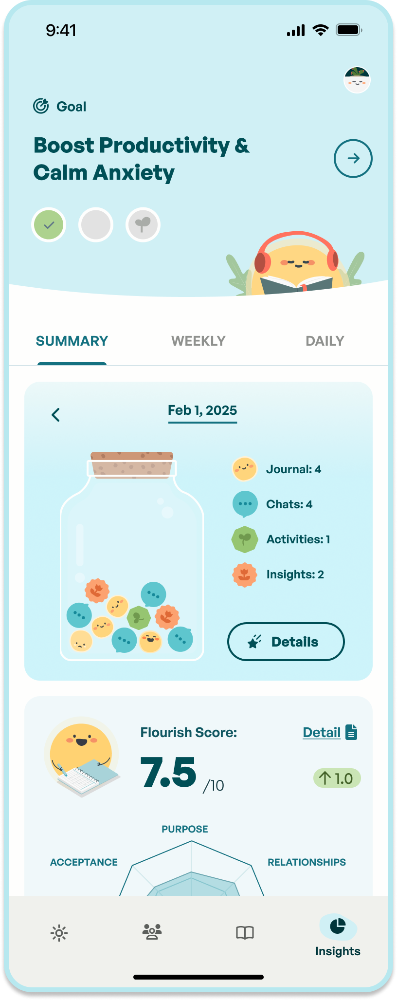 9:41
Goal
Boost Productivity &
Calm Anxiety
SUMMARY WEEKLY DAILY
Feb 1, 2025
Journal: 4
Chats: 4
Activities: 1
Insights: 2
Details
Flourish Score:
Detail
7.5 /10
1.0
PURPOSE
ACCEPTANCE
RELATIONSHIPS
Insights